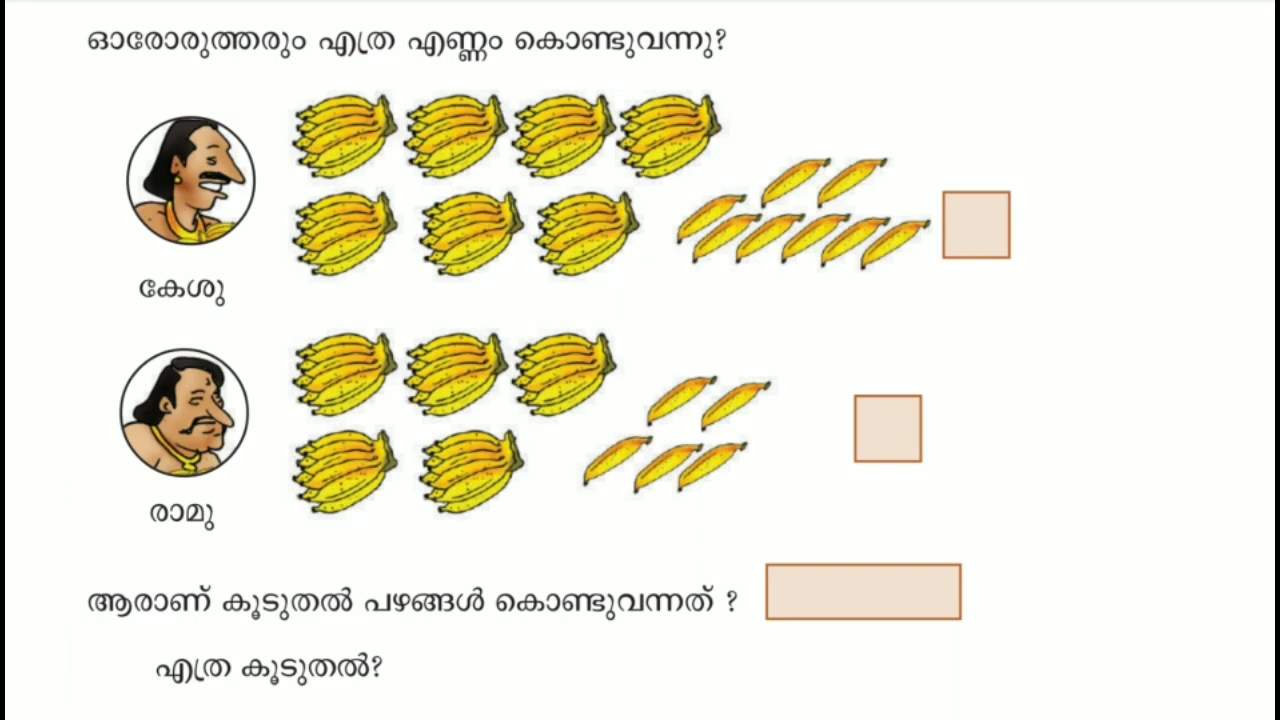 ഓരോരുത്തരും എത്ര എണ്ണം കൊണ്ടുവന്നു?
കേശു
രാമു
ആരാണ് കൂടുതൽ പഴങ്ങൾ കൊണ്ടുവന്നത് ?
എത്ര കൂടുതൽ?